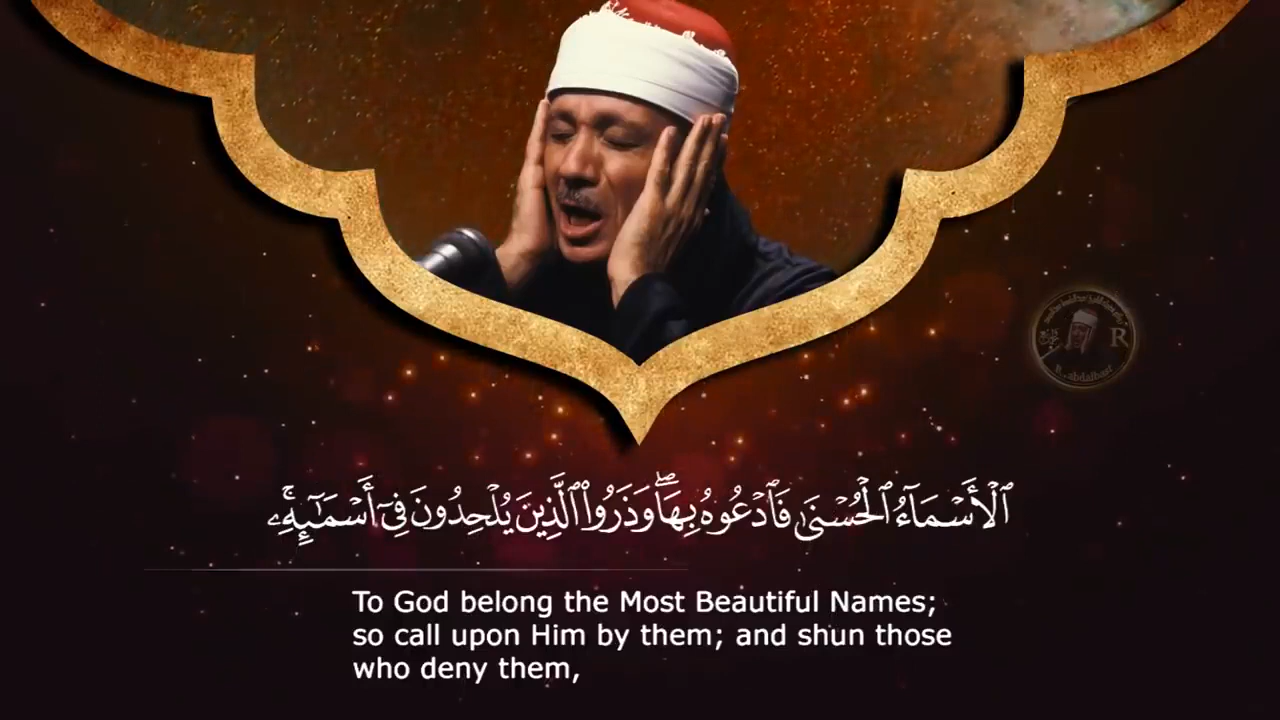 ٱلْأَسْمَآءُ ٱلْحُسْنَىٰ فَٱدْعُوهُ بِهَا ۖ وَذَرُوا۟ ٱلَّذِينَ يُلْحِدُونَ فِىٓ أَسْمَـٰٓئِهِۦ ۚ
R
To God belong the Most Beautiful Names;
so call upon Him by them; and shun those
who deny them,